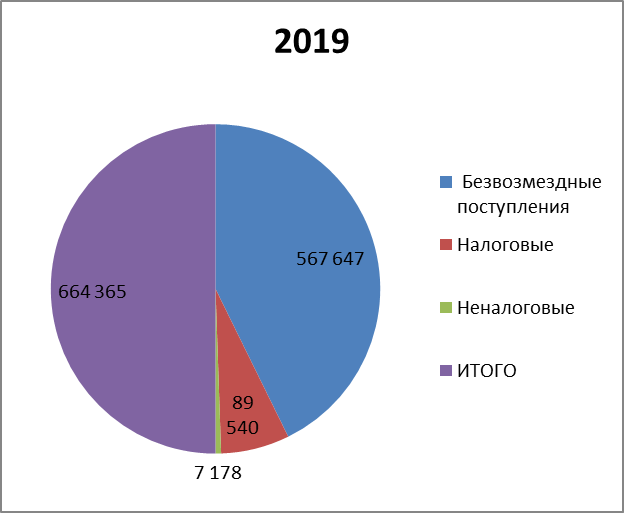 2019
567 647
89
540
7 178
664 365
Безвозмездные
поступления
Налоговые
Неналоговые
ИТОГО